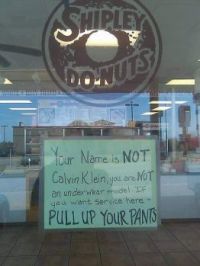 SHIPLEY
DO-NUTS
Your Name is NOT
Calvin Klein, you are NOT
an underwear model. IF
you want service here -
PULL UP YOUR PANTS